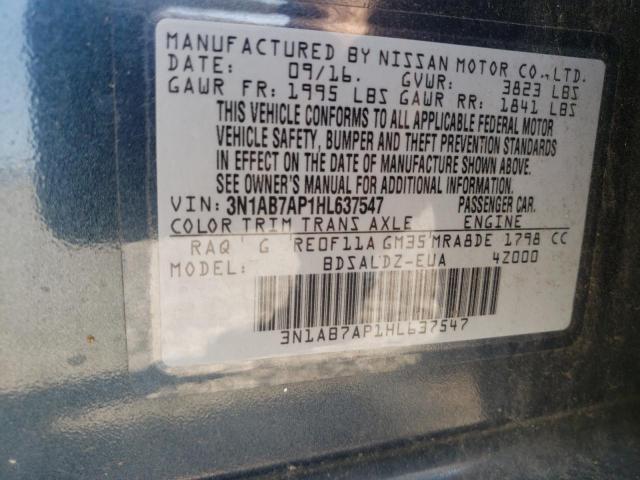 MANUFACTURED BY NISSAN MOTOR CO.,LTD.
DATE: 09/16. GVWR: 3823 LBS
GAWR FR: 1995 LBS GAWR RR: 1841 LBS
THIS VEHICLE CONFORMS TO ALL APPLICABLE FEDERAL MOTOR
VEHICLE SAFETY, BUMPER AND THEFT PREVENTION STANDARDS
IN EFFECT ON THE DATE OF MANUFACTURE SHOWN ABOVE.
SEE OWNER'S MANUAL FOR ADDITIONAL INFORMATION.
VIN: 3N1AB7AP1HL637547 PASSENGER CAR.
COLOR TRIM TRANS AXLE ENGINE
RAQ G RE0F11A GM35 MRA8DE 1798 CC
MODEL: BDSALDZ-EUA 4Z000
3N1AB7AP1HL637547